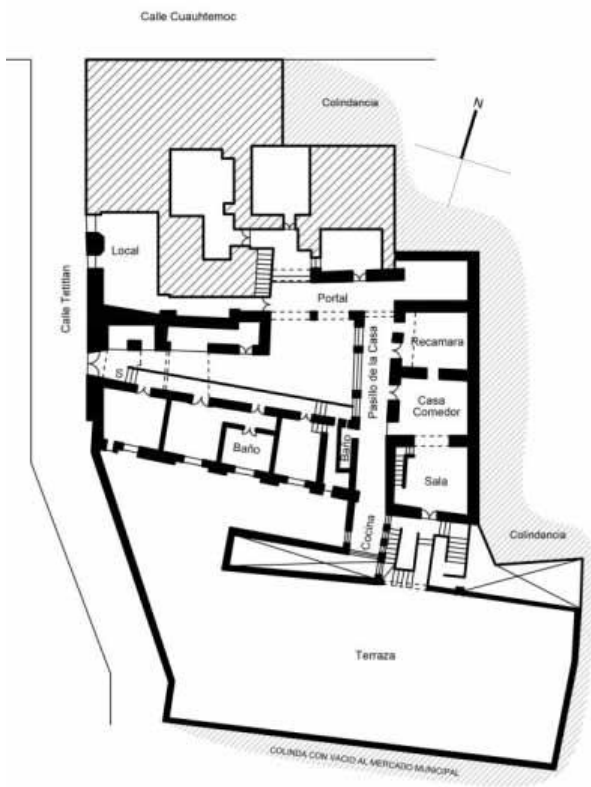 Calle Cuauhtemoc
Colindancia
N
Local
Calle Tetitlan
Portal
Pasillo de la Casa
Recamara
Casa
Comedor
S
Baño
Baño
Sala
Cocina
Colindancia
Terraza
COLINDA CON VACIO AL MERCADO MUNICIPAL